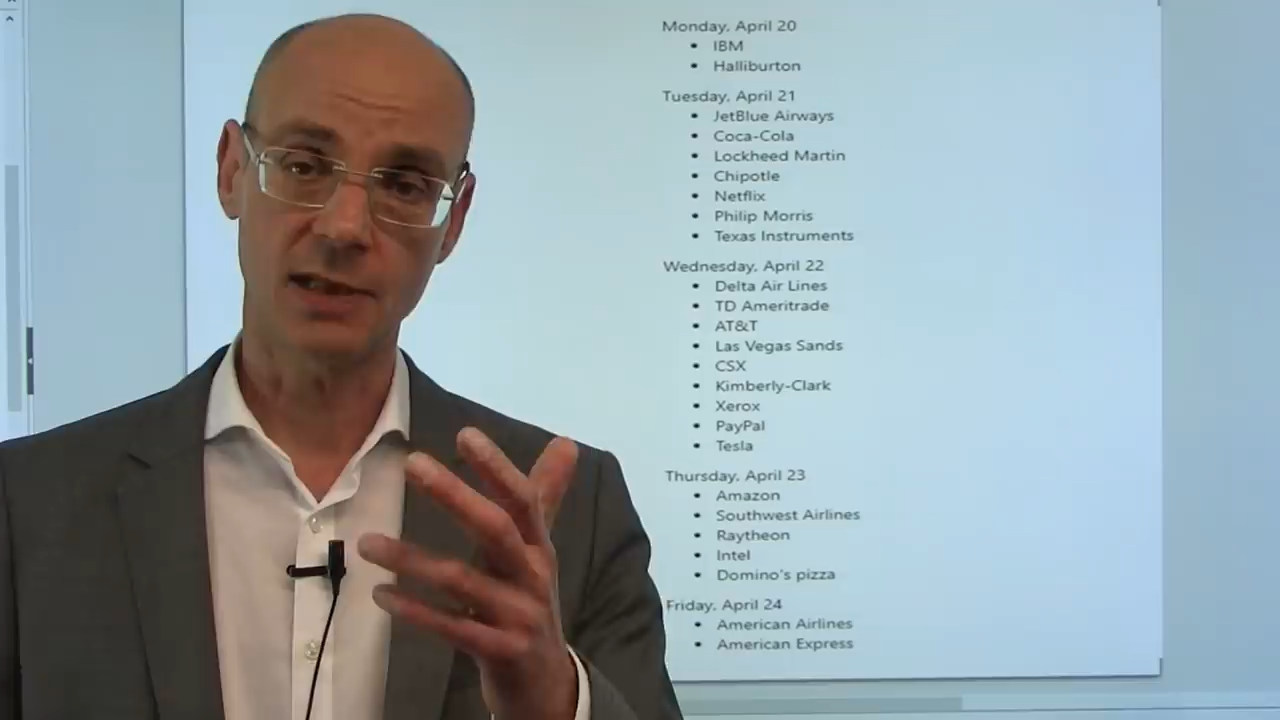 Monday, April 20
• IBM
• Halliburton
Tuesday, April 21
• JetBlue Airways
• Coca-Cola
• Lockheed Martin
• Chipotle
• Netflix
• Philip Morris
• Texas Instruments
Wednesday, April 22
• Delta Air Lines
• TD Ameritrade
• AT&T
• Las Vegas Sands
• CSX
• Kimberly-Clark
• Xerox
• PayPal
• Tesla
Thursday, April 23
• Amazon
• Southwest Airlines
• Raytheon
• Intel
• Domino's pizza
Friday, April 24
• American Airlines
• American Express